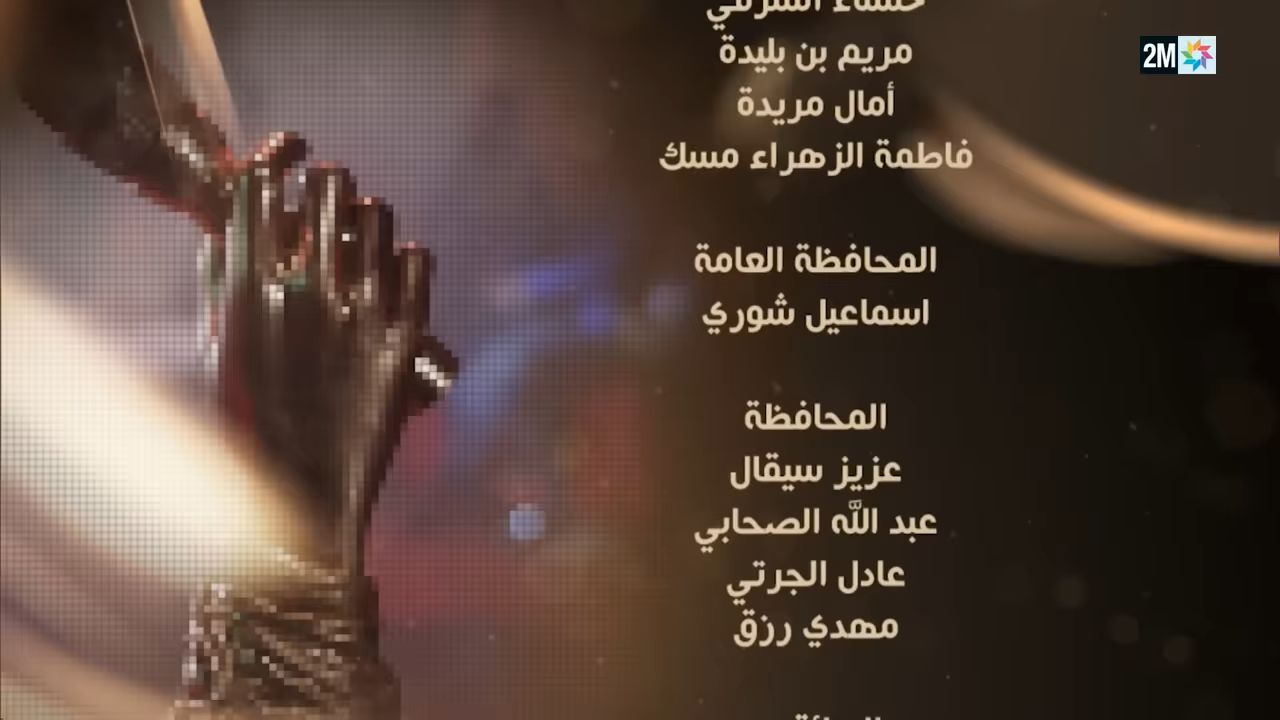 2M
مريم بن بليدة
أمال مريدة
فاطمة الزهراء مسك
المحافظة العامة
اسماعيل شوري
المحافظة
عزيز سيقال
عبد الله الصحابي
عادل الجرتي
مهدي رزق